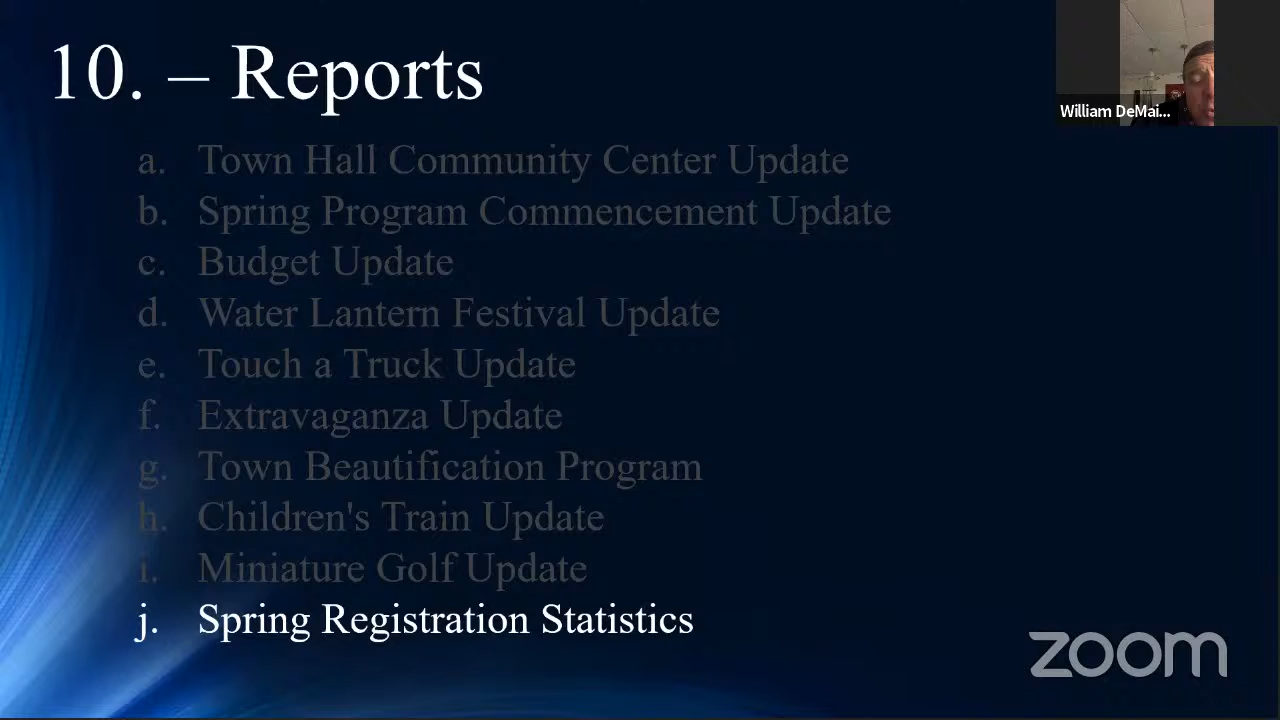 10. – Reports
William DeMai...
a. Town Hall Community Center Update
b. Spring Program Commencement Update
c. Budget Update
d. Water Lantern Festival Update
e. Touch a Truck Update
f. Extravaganza Update
g. Town Beautification Program
h. Children's Train Update
i. Miniature Golf Update
j. Spring Registration Statistics
zoom